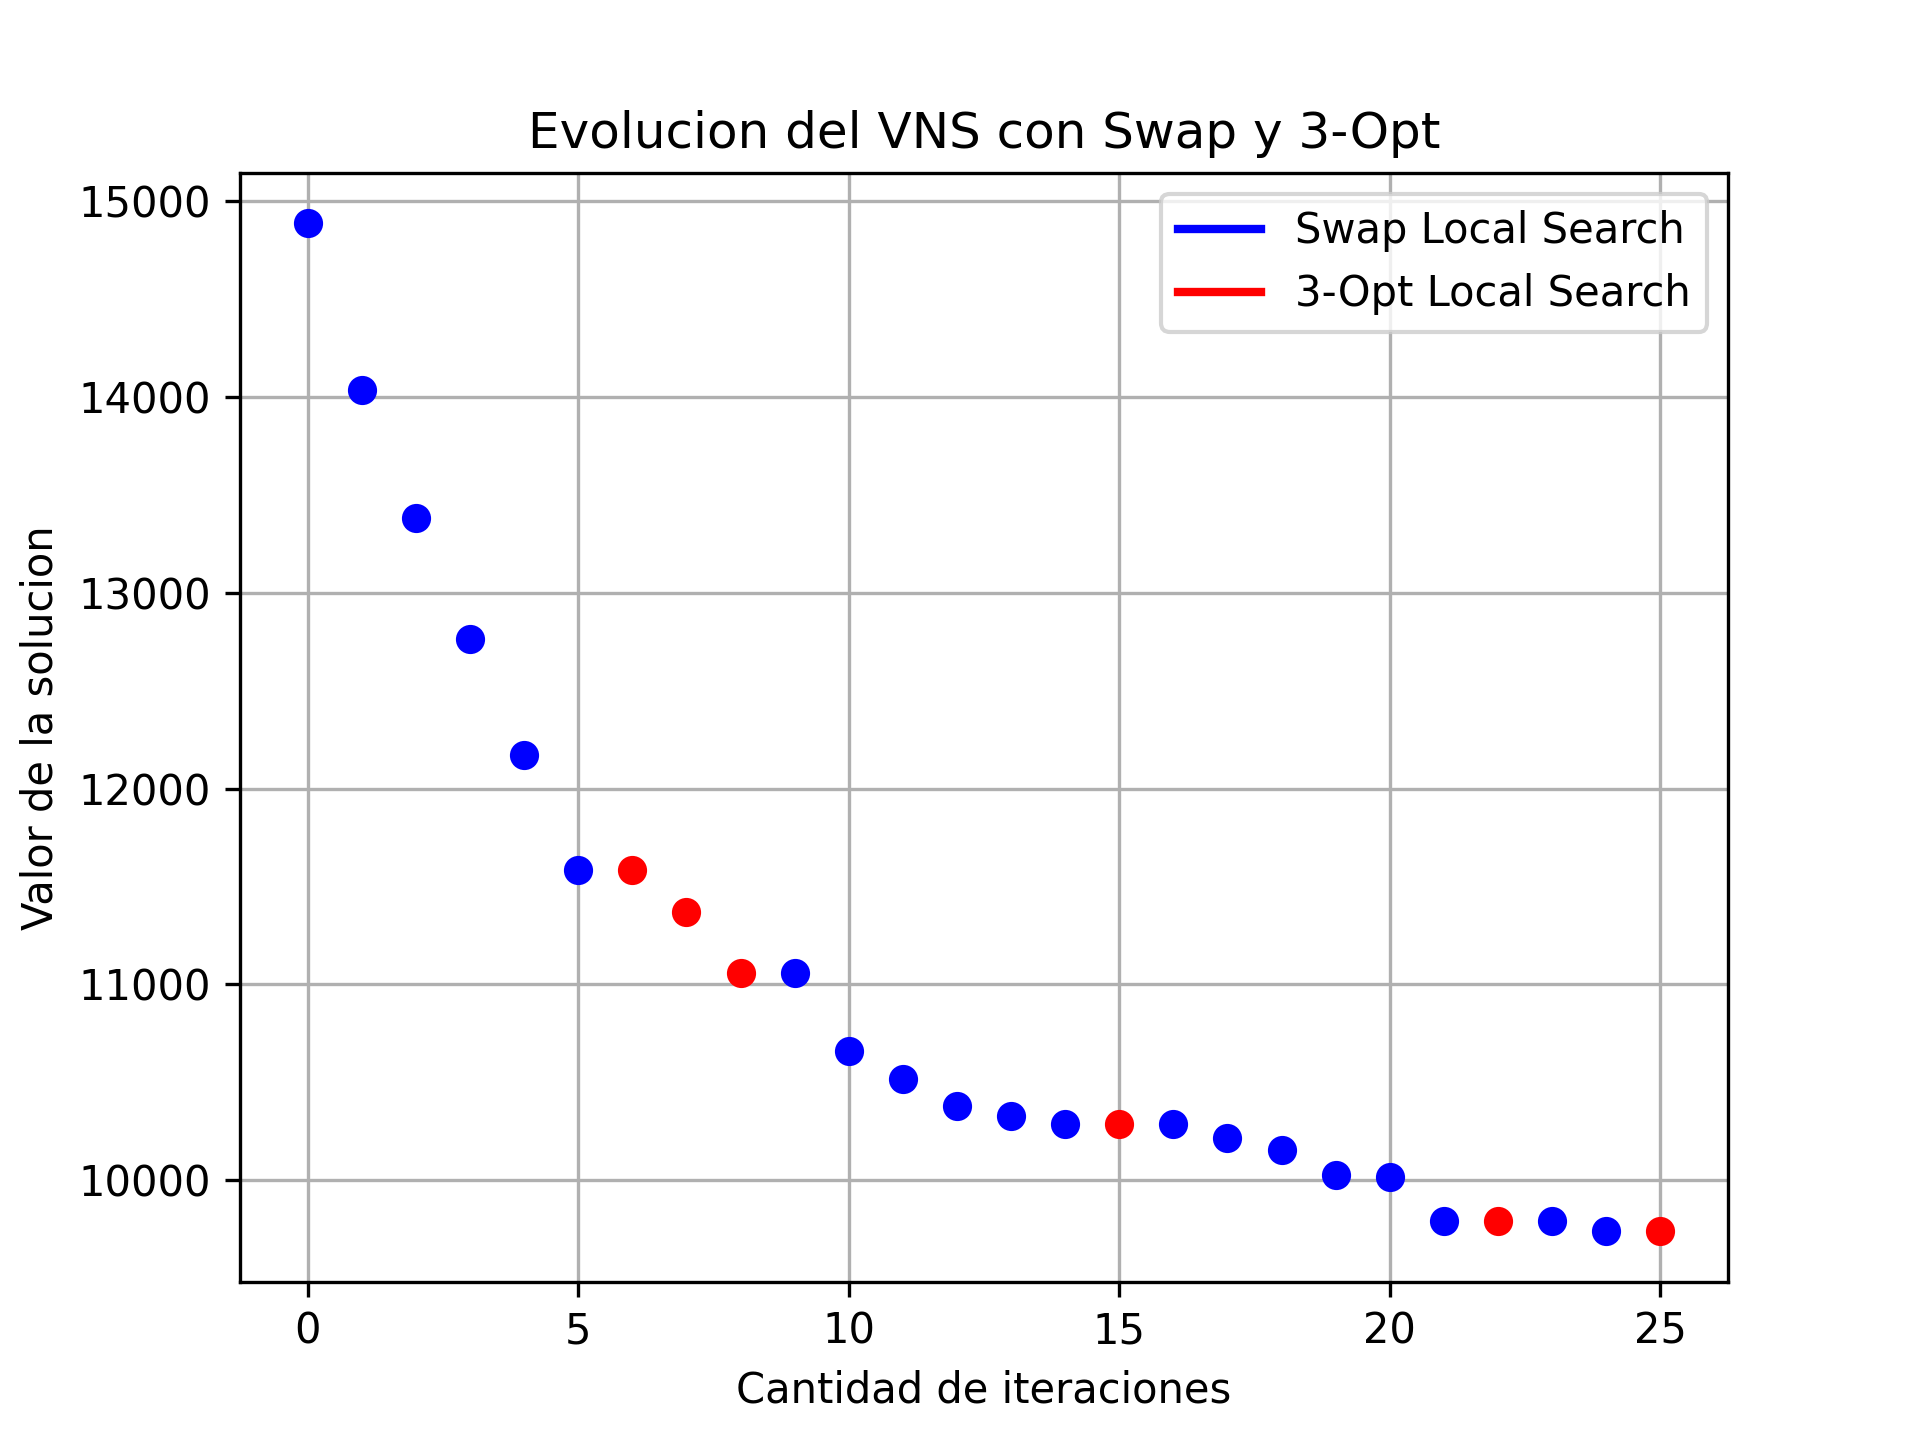 Evolucion del VNS con Swap y 3-Opt
Swap Local Search
3-Opt Local Search
15000
14000
13000
12000
11000
10000
Valor de la solucion
0 5 10 15 20 25
Cantidad de iteraciones